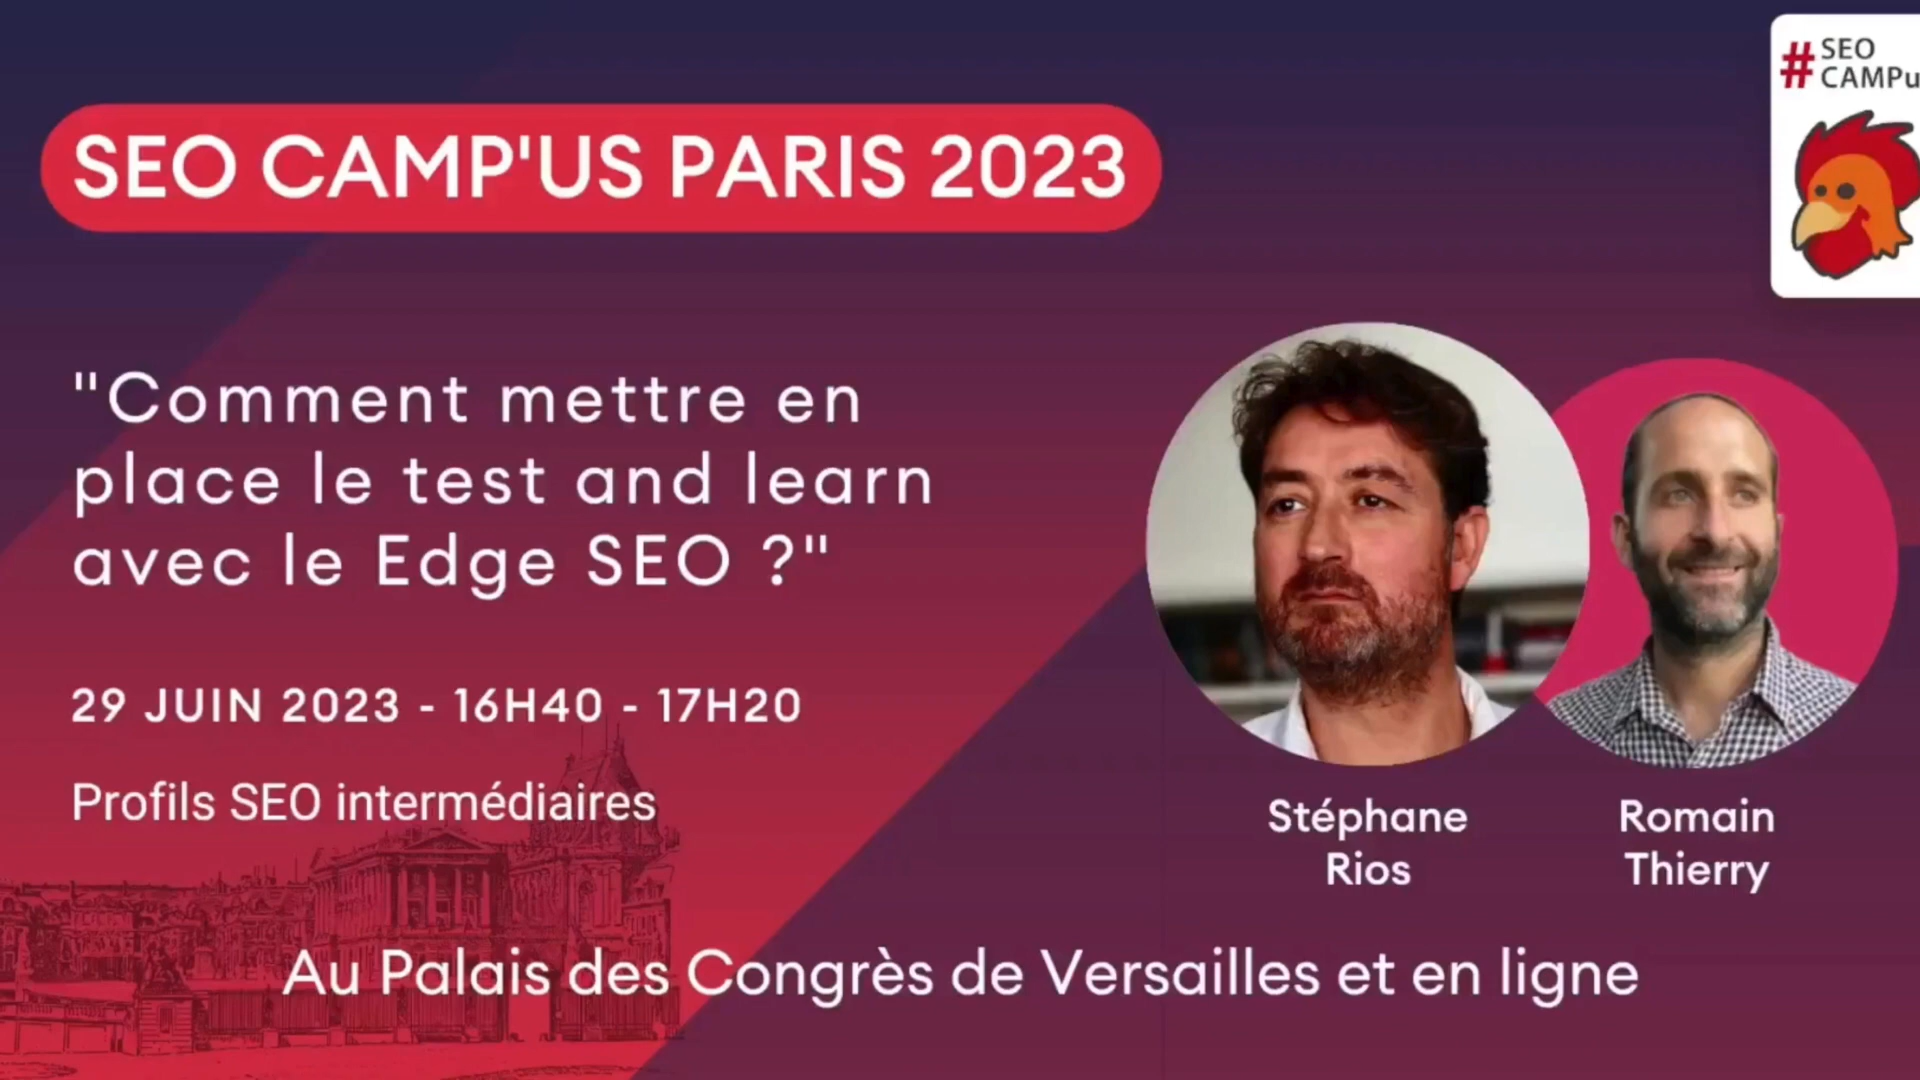 #SEO
CAMPu
SEO CAMP'US PARIS 2023
"Comment mettre en
place le test and learn
avec le Edge SEO ?"
29 JUIN 2023 - 16H40 - 17H20
Profils SEO intermédiaires
Stéphane
Rios
Romain
Thierry
Au Palais des Congrès de Versailles et en ligne